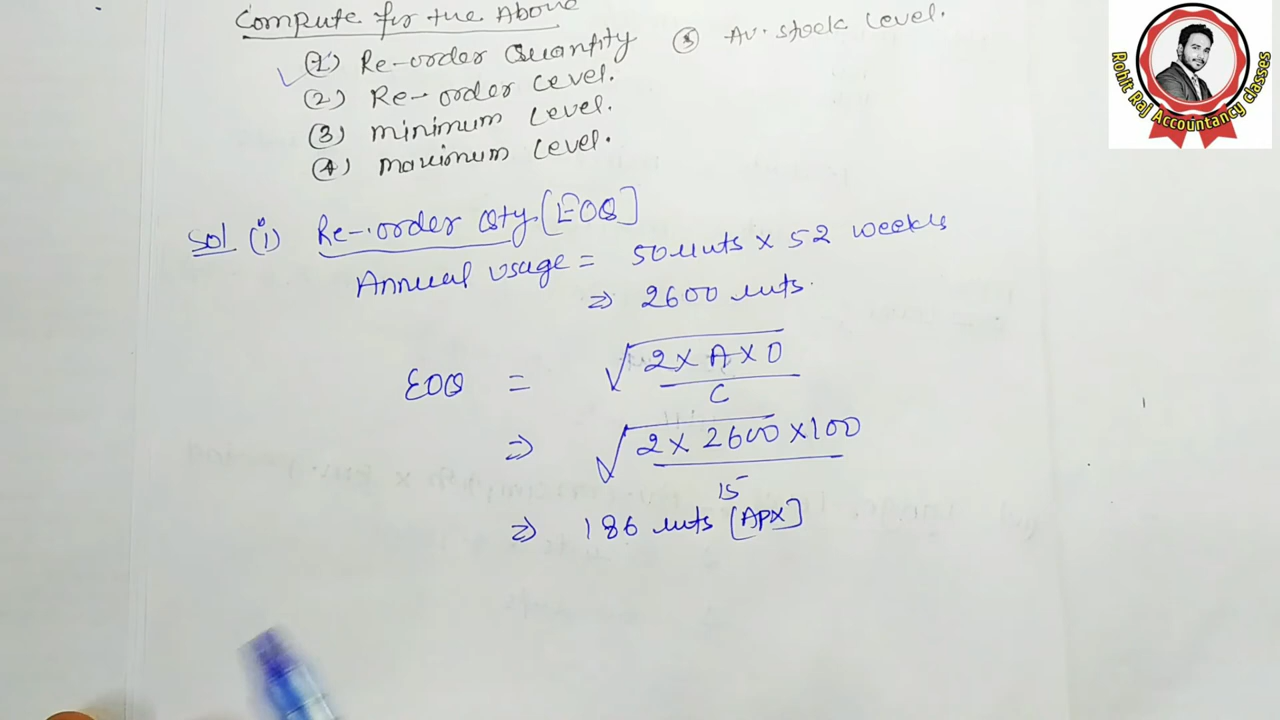 Compute for the Above
(1) Re-order Quantity (5) Av. stock Level.
(2) Re-order Level.
(3) minimum Level.
(4) maximum Level.
Sol (i) Re-order Qty [EOQ]
Annual usage = 50 units × 52 weeks
⇒ 2600 units.
EOQ = √2 × A × O
C
⇒ √2 × 2600 × 100
15
⇒ 186 units [Apx]
Rohit Raj Accountancy classes